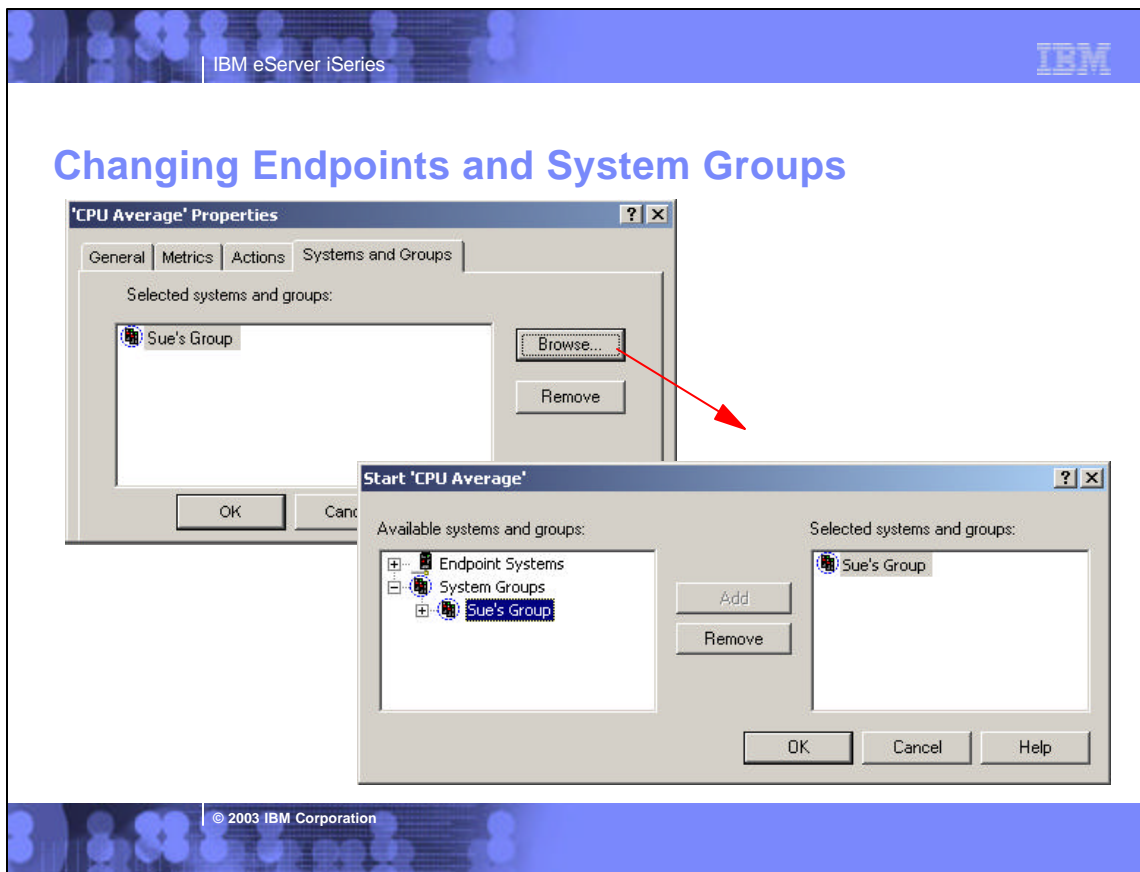 IBM eServer iSeries
IBM
Changing Endpoints and System Groups
'CPU Average' Properties
General Metrics Actions Systems and Groups
Selected systems and groups:
Sue's Group
Browse...
Remove
OK Canc
Start 'CPU Average'
Available systems and groups:
Endpoint Systems
System Groups
Sue's Group
Add
Remove
Selected systems and groups:
Sue's Group
OK Cancel Help
© 2003 IBM Corporation